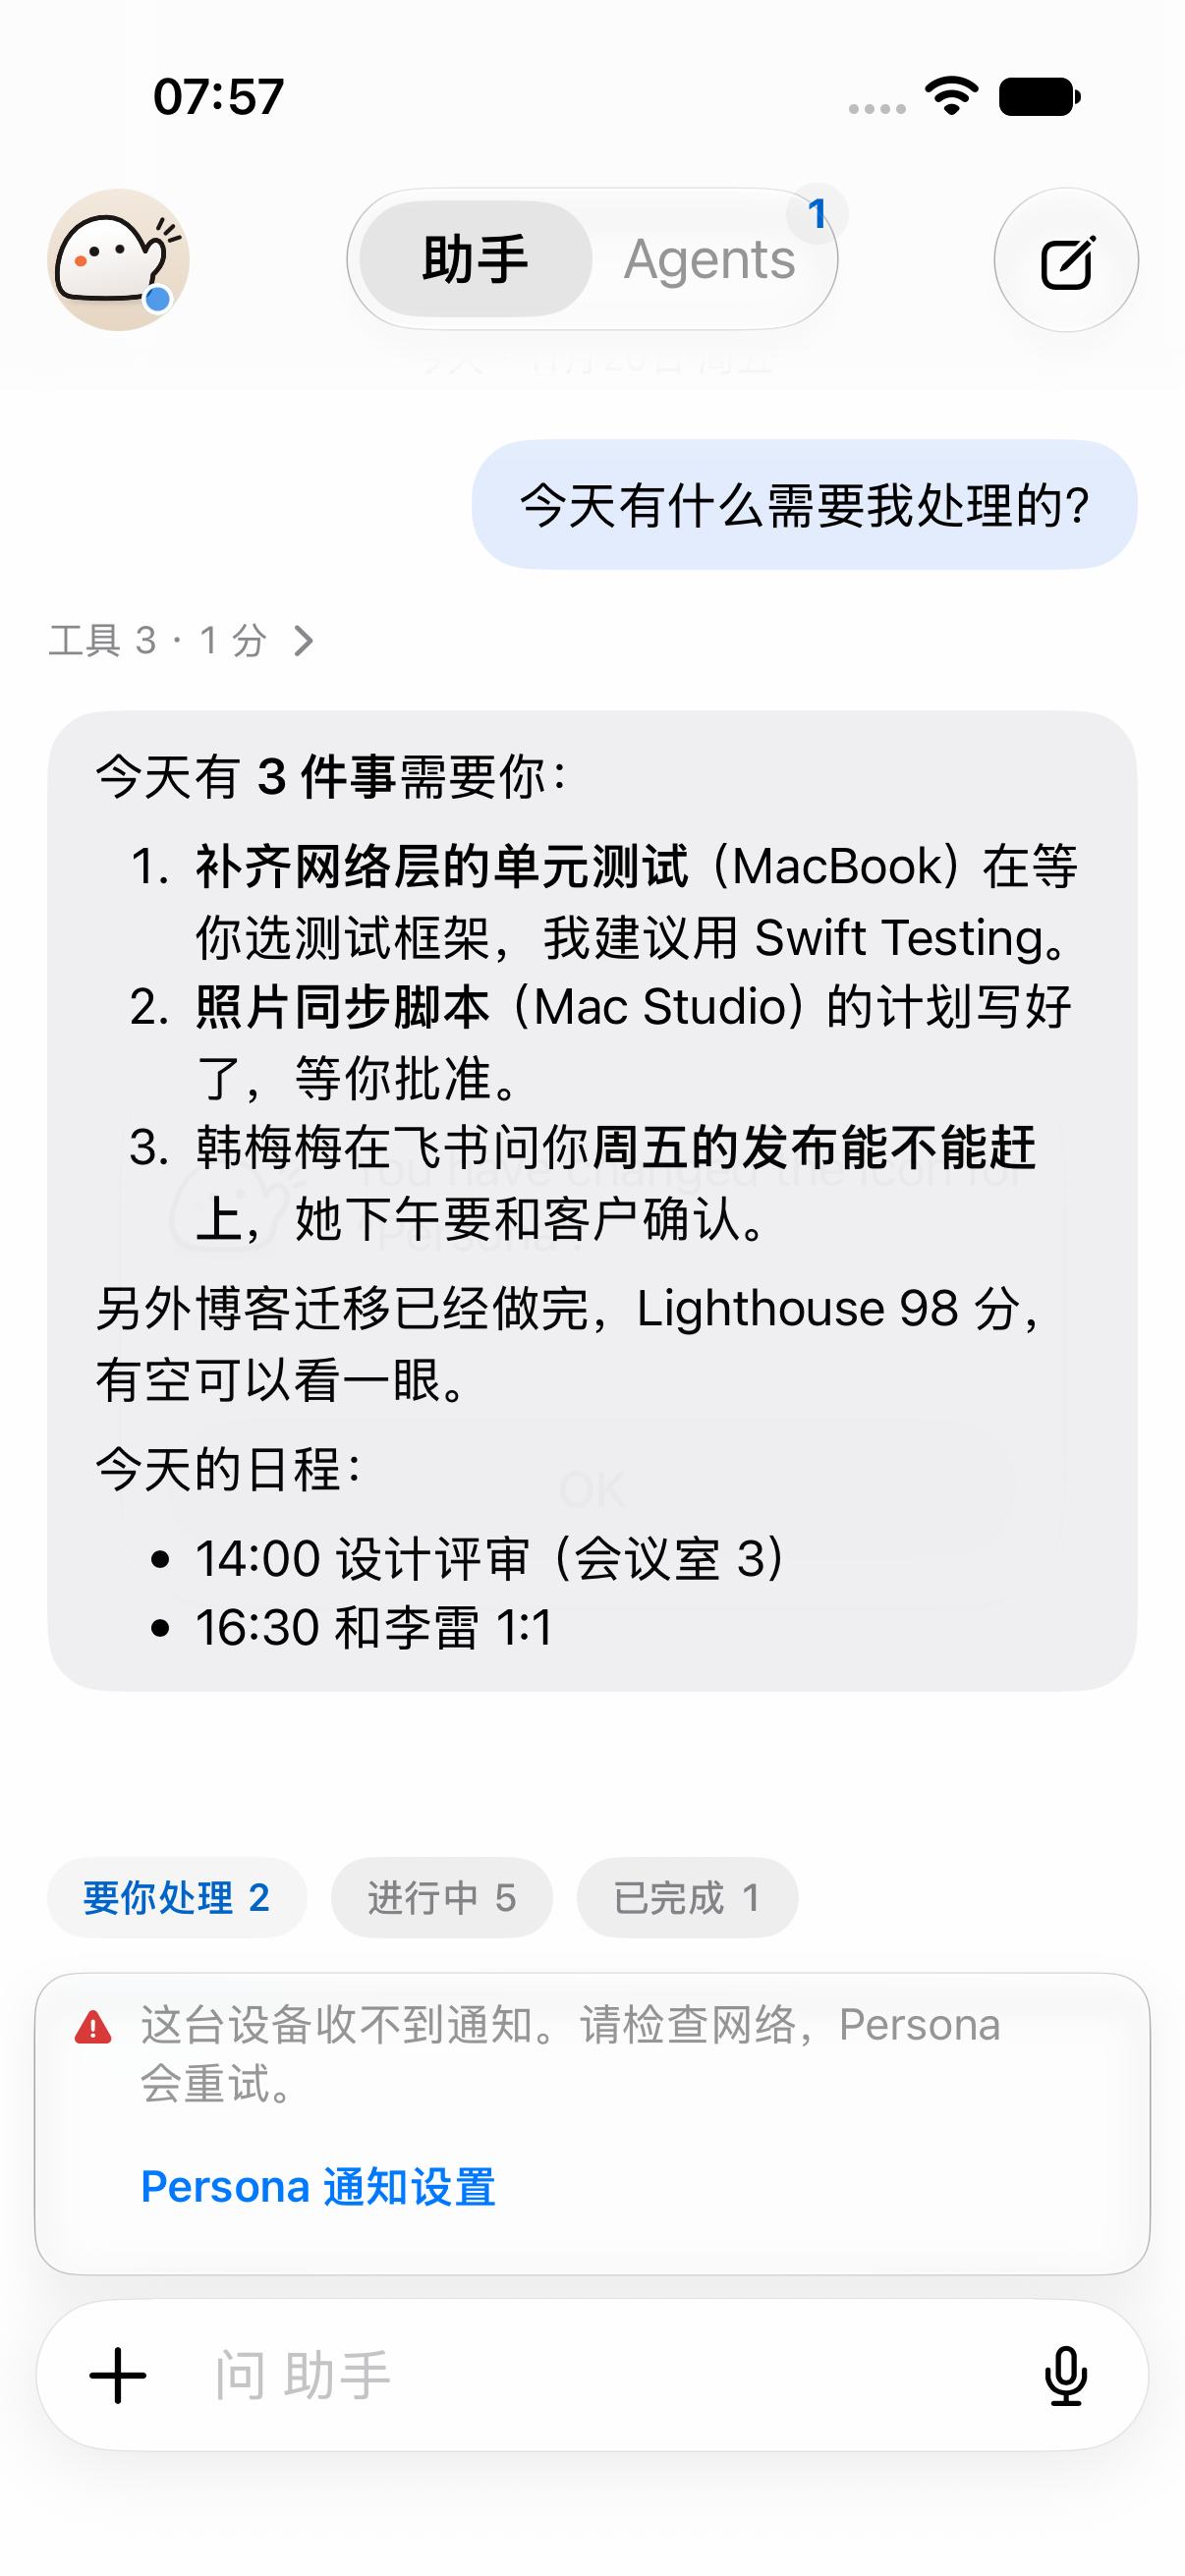 07:57
助手
Agents
1
今天有什么需要我处理的?
工具 3 · 1 分
今天有 3 件事需要你：
1. 补齐网络层的单元测试（MacBook）在等
你选测试框架，我建议用 Swift Testing。
2. 照片同步脚本（Mac Studio）的计划写好
了，等你批准。
3. 韩梅梅在飞书问你周五的发布能不能赶
上，她下午要和客户确认。
另外博客迁移已经做完，Lighthouse 98 分，
有空可以看一眼。
今天的日程：
OK
• 14:00 设计评审（会议室 3）
• 16:30 和李雷 1:1
要你处理 2
进行中 5
已完成 1
这台设备收不到通知。请检查网络，Persona
会重试。
Persona 通知设置
问 助手